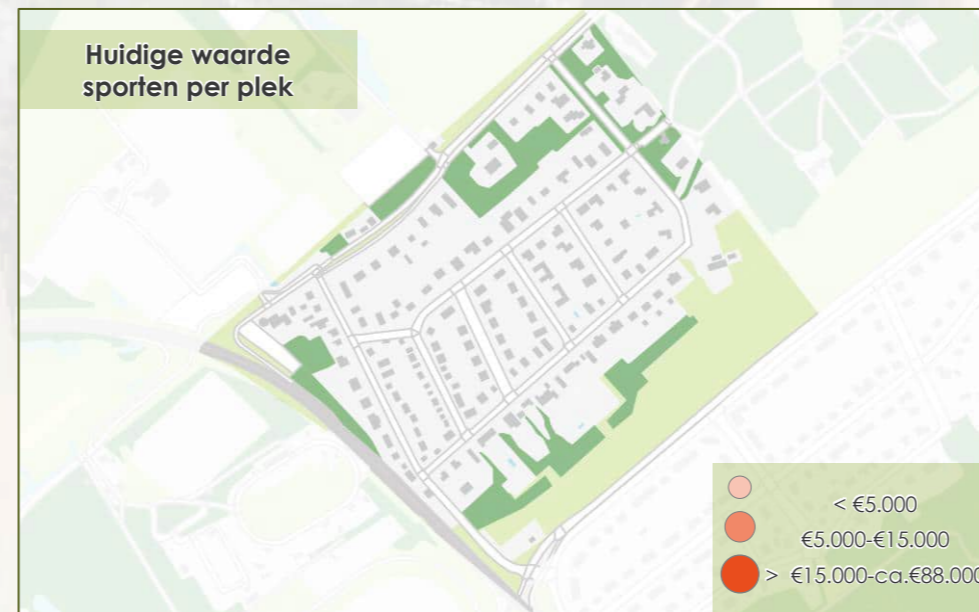 Huidige waarde
sporten per plek
< €5.000
€5.000-€15.000
> €15.000-ca.€88.000